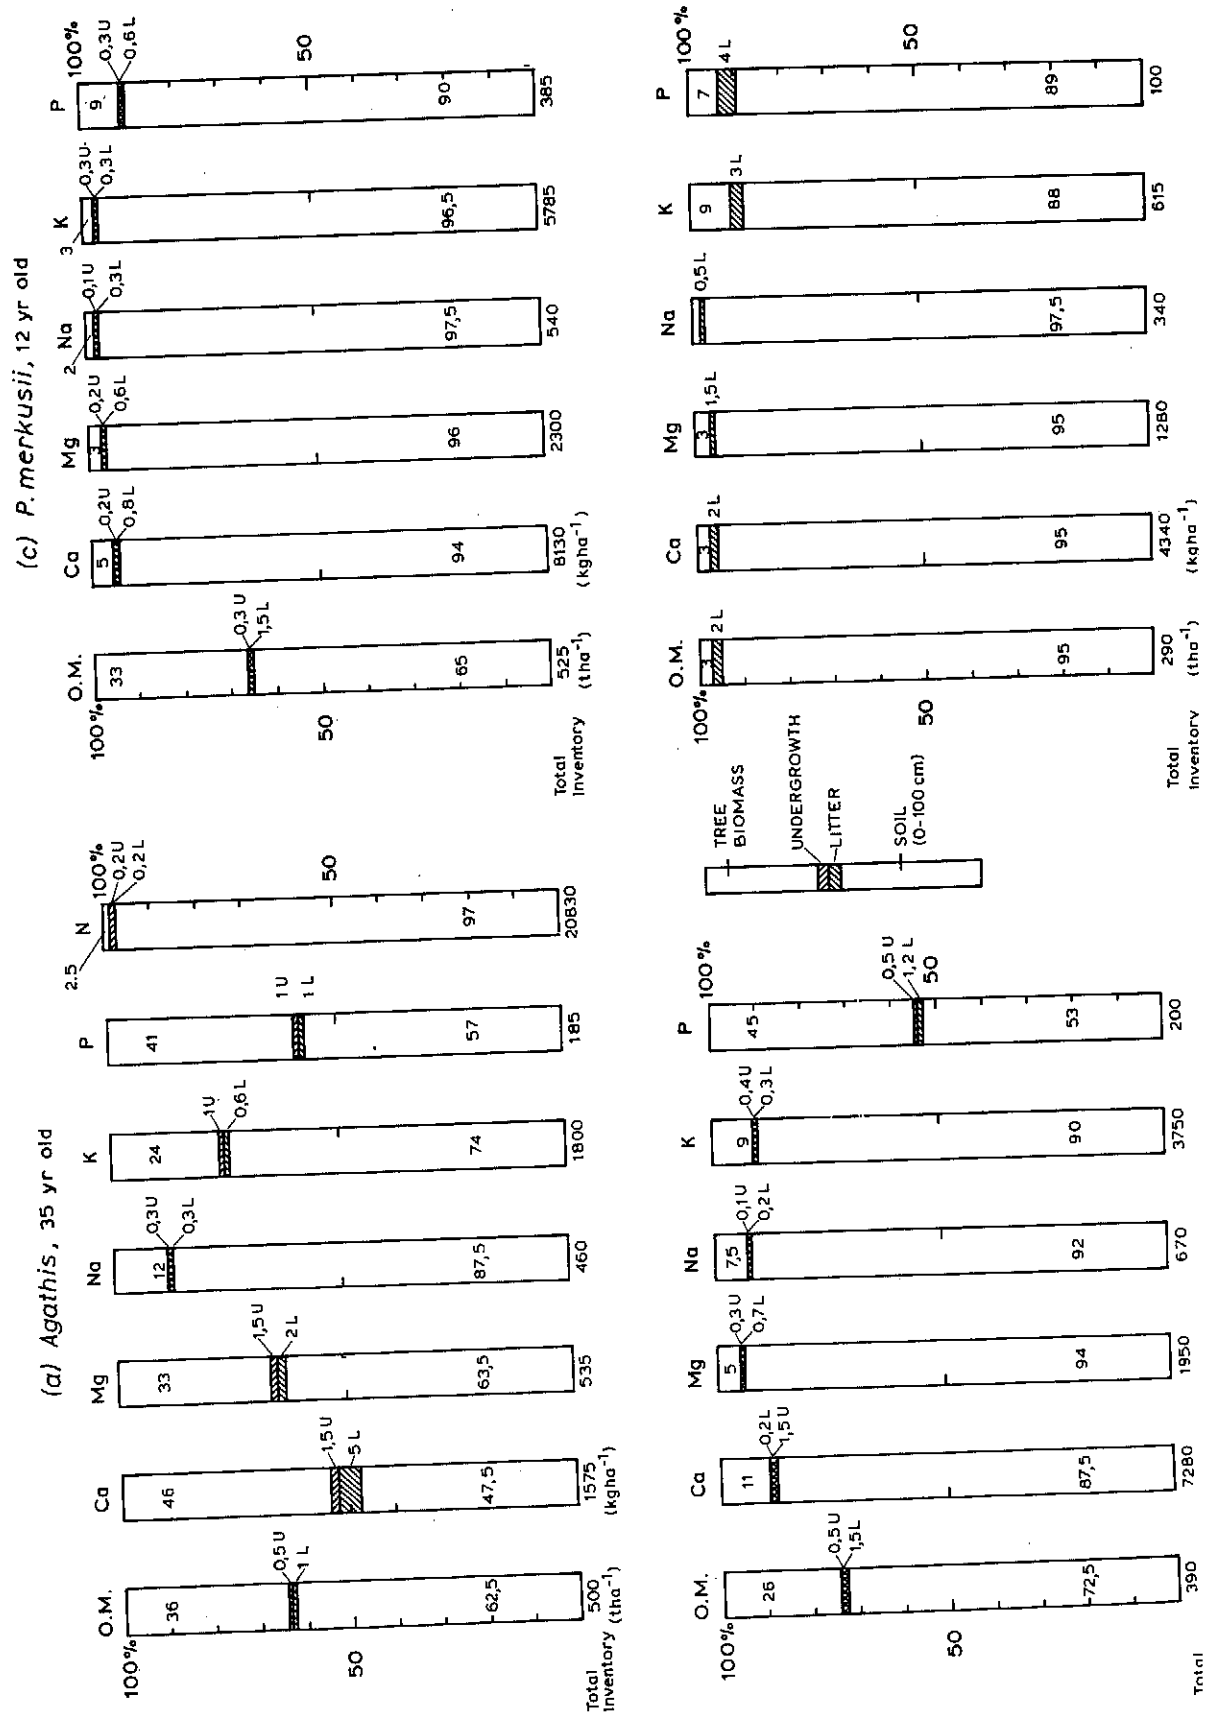 (a) Agathis, 35 yr old
O.M. Ca Mg Na K P N
100% 100%
36 46 33 12 24 41 2.5
0,5U 1,5U 1,5U 0,3U 1U 1U 0,2U
1L 5L 2L 0,3L 0,6L 1L 0,2L
50 50
62,5 47,5 63,5 87,5 74 57 97
Total Inventory
500 1575 535 460 1800 185 20830
(tha⁻¹) (kgha⁻¹)
(c) P. merkusii, 12 yr old
O.M. Ca Mg Na K P
100% 100%
33 5 3 2 3 9
0,3U 0,2U 0,2U 0,1U 0,3U 0,3U
1,5L 0,8L 0,6L 0,3L 0,3L 0,6L
50 50
65 94 96 97,5 96,5 90
Total
Inventory
525 8130 2300 540 5785 385
(tha⁻¹) (kgha⁻¹)
O.M. Ca Mg Na K P
100% 100%
26 11 5 7,5 9 45
0,5U 0,2L 0,3U 0,1U 0,4U 0,5U
1,5L 1,5U 0,7L 0,2L 0,3L 1,2L
50 50
72,5 87,5 94 92 90 53
Total
390 7280 1950 670 3750 200
TREE
BIOMASS
UNDERGROWTH
LITTER
SOIL
(0-100 cm)
O.M. Ca Mg Na K P
100% 100%
3 3 3 9 7
2L 2L 1,5L 0,5L 3L 4L
50 50
95 95 95 97,5 88 89
Total
Inventory
290 4340 1280 340 615 100
(tha⁻¹) (kgha⁻¹)